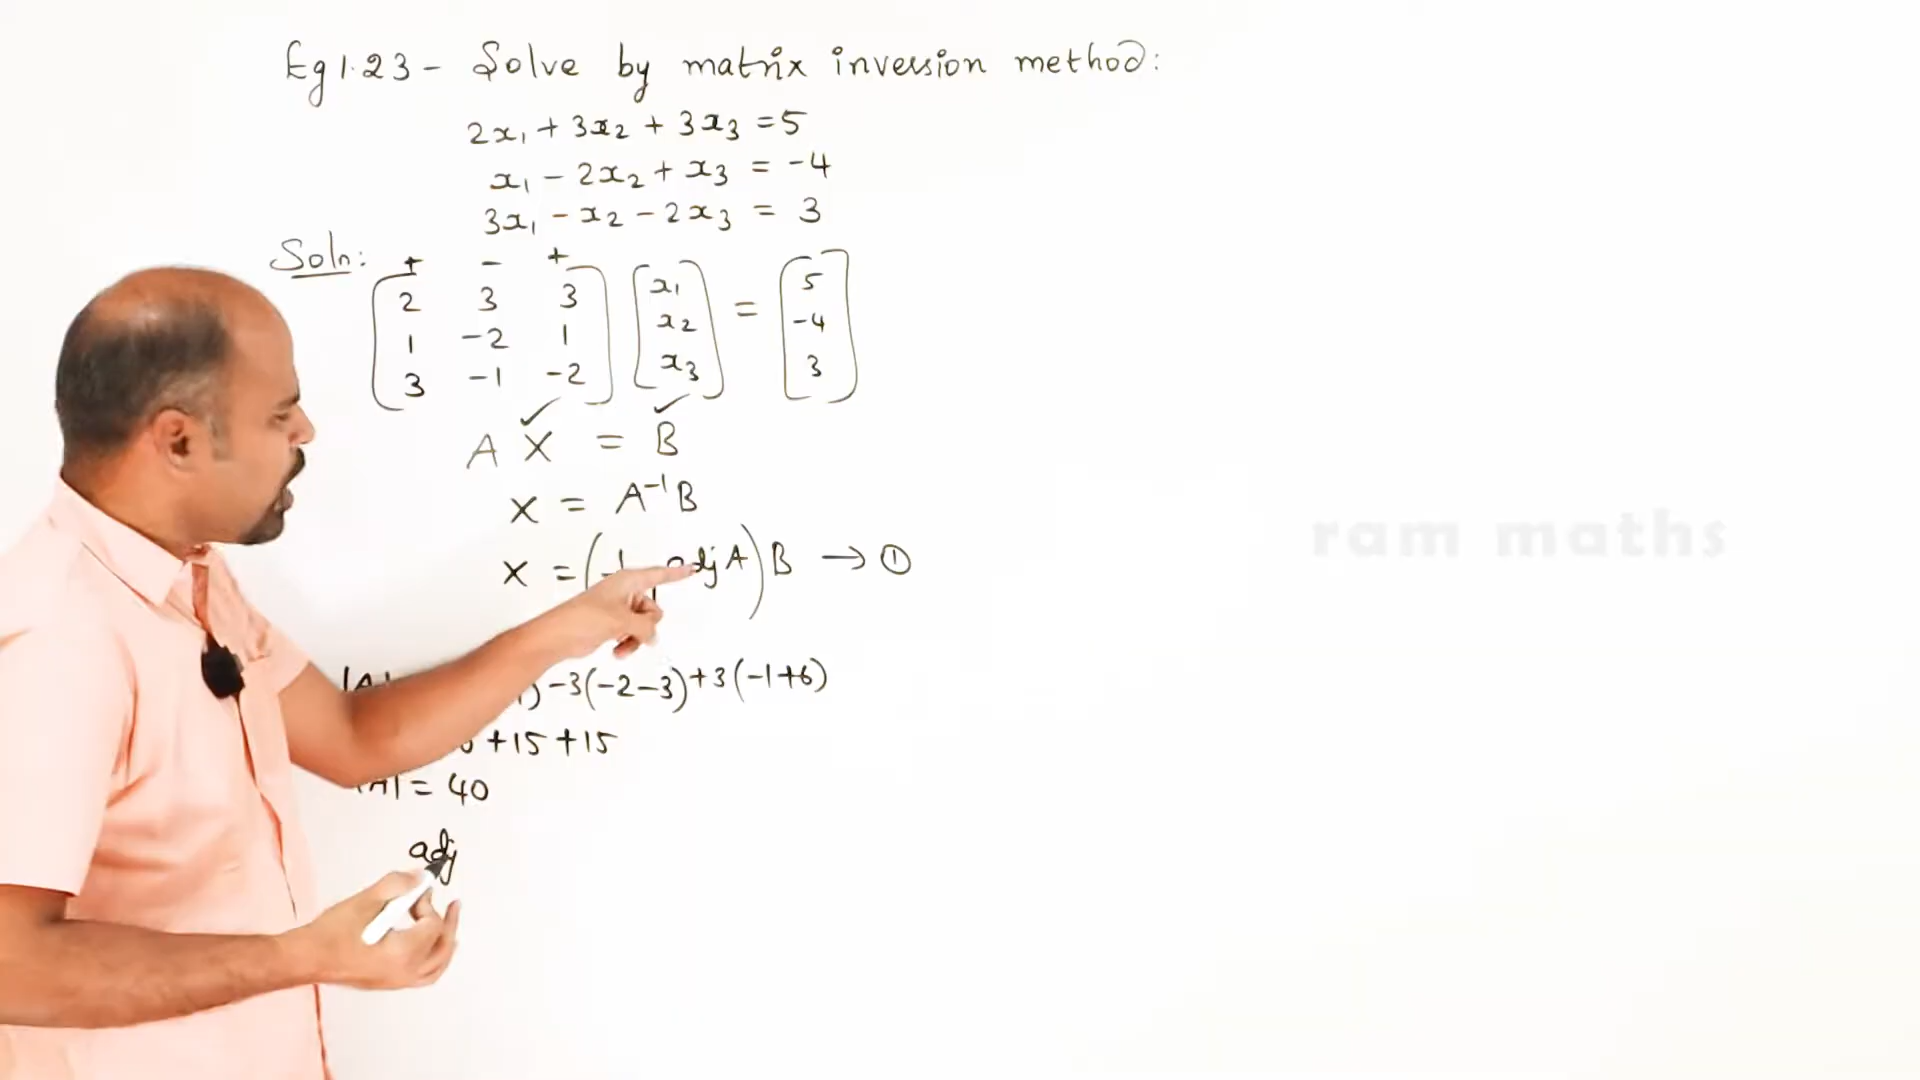 Eg 1.23 - Solve by matrix inversion method:
2x₁ + 3x₂ + 3x₃ = 5
x₁ - 2x₂ + x₃ = -4
3x₁ - x₂ - 2x₃ = 3
Soln:
+ - +
2 3 3 x₁ = 5
1 -2 1 x₂ -4
3 -1 -2 x₃ 3
✓ ✓
A X = B
X = A⁻¹B
X = ( adj A) B → ①
ram maths
-3(-2-3)+3(-1+6)
+15 +15
|A| = 40
adj